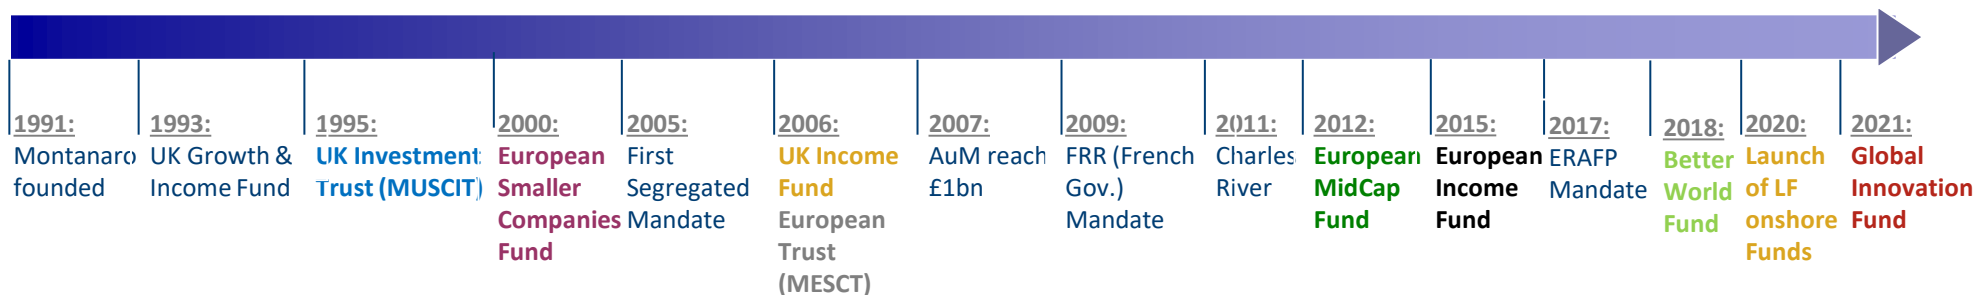 1991:
Montanaro
founded
1993:
UK Growth &
Income Fund
1995:
UK Investment
Trust (MUSCIT)
2000:
European
Smaller
Companies
Fund
2005:
First
Segregated
Mandate
2006:
UK Income
Fund
European
Trust
(MESCT)
2007:
AuM reach
£1bn
2009:
FRR (French
Gov.)
Mandate
2011:
Charles
River
2012:
European
MidCap
Fund
2015:
European
Income
Fund
2017:
ERAFP
Mandate
2018:
Better
World
Fund
2020:
Launch
of LF
onshore
Funds
2021:
Global
Innovation
Fund